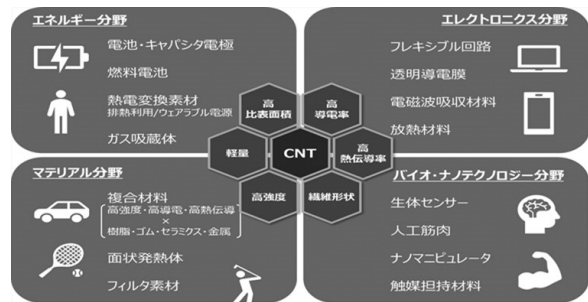 エネルギー分野
電池・キャパシタ電極
燃料電池
熱電変換素材
排熱利用/ウェアラブル電源
ガス吸蔵体
エレクトロニクス分野
フレキシブル回路
透明導電膜
電磁波吸収材料
放熱材料
高
比表面積
高
導電率
軽量
CNT
高
熱伝導率
高強度
繊維形状
マテリアル分野
複合材料
高強度・高導電・高熱伝導
×
樹脂・ゴム・セラミクス・金属
面状発熱体
フィルタ素材
バイオ・ナノテクノロジー分野
生体センサー
人工筋肉
ナノマニピュレータ
触媒担持材料